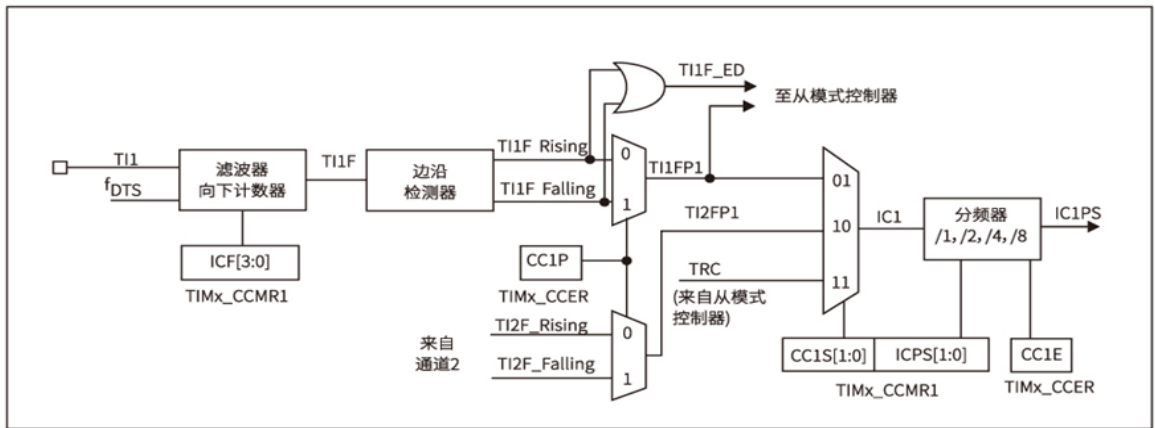 TI1F_ED
至从模式控制器
TI1
f_DTS
滤波器
向下计数器
TI1F
边沿
检测器
TI1F Rising
TI1F Falling
0
1
TI1FP1
01
10
11
TI2FP1
IC1
分频器
/1, /2, /4, /8
IC1PS
ICF[3:0]
TIMx_CCMR1
CC1P
TIMx_CCER
TRC
(来自从模式
控制器)
来自
通道2
TI2F_Rising
TI2F_Falling
0
1
CC1S[1:0]
ICPS[1:0]
TIMx_CCMR1
CC1E
TIMx_CCER